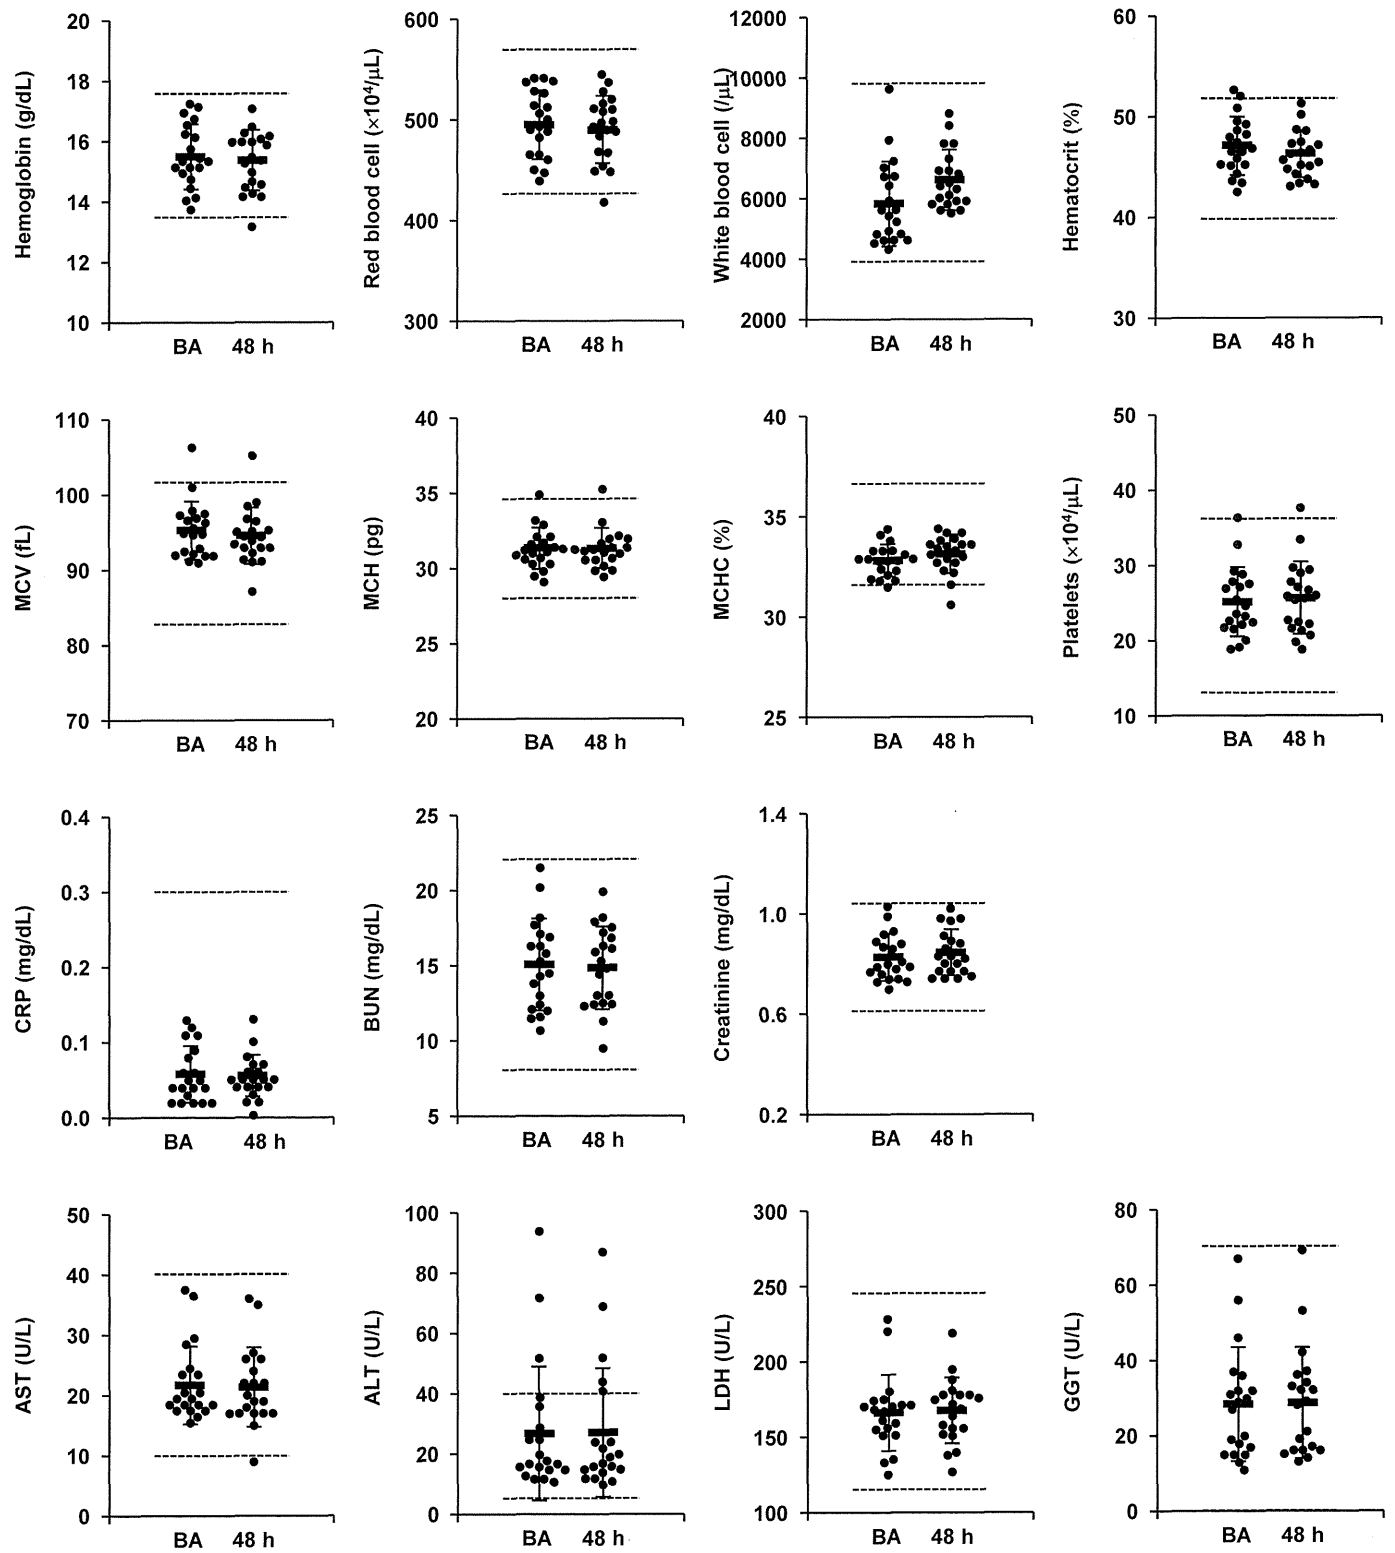 Hemoglobin (g/dL)
20
18
16
14
12
10
BA 48 h
Red blood cell (×10⁴/μL)
600
500
400
300
BA 48 h
White blood cell (/μL)
12000
10000
8000
6000
4000
2000
BA 48 h
Hematocrit (%)
60
50
40
30
BA 48 h
MCV (fL)
110
100
90
80
70
BA 48 h
MCH (pg)
40
35
30
25
20
BA 48 h
MCHC (%)
40
35
30
25
BA 48 h
Platelets (×10⁴/μL)
50
40
30
20
10
BA 48 h
CRP (mg/dL)
0.4
0.3
0.2
0.1
0.0
BA 48 h
BUN (mg/dL)
25
20
15
10
5
BA 48 h
Creatinine (mg/dL)
1.4
1.0
0.6
0.2
BA 48 h
AST (U/L)
50
40
30
20
10
0
BA 48 h
ALT (U/L)
100
80
60
40
20
0
BA 48 h
LDH (U/L)
300
250
200
150
100
BA 48 h
GGT (U/L)
80
60
40
20
0
BA 48 h